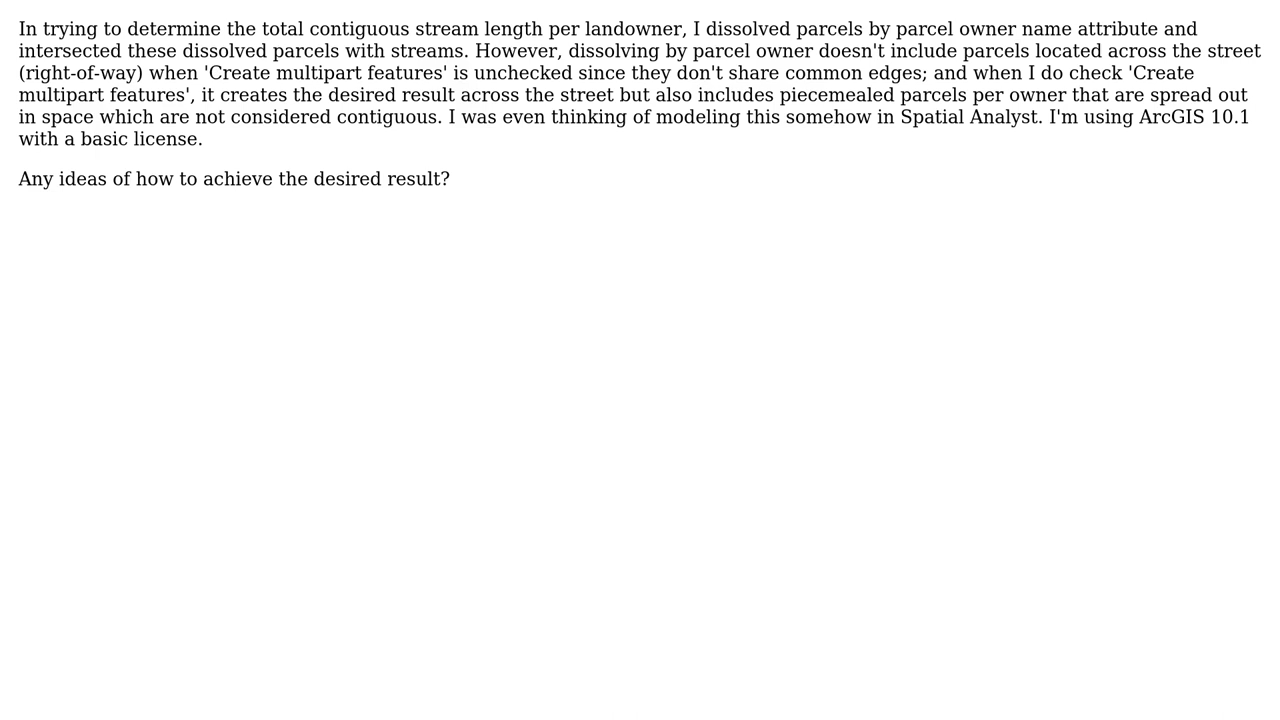 In trying to determine the total contiguous stream length per landowner, I dissolved parcels by parcel owner name attribute and
intersected these dissolved parcels with streams. However, dissolving by parcel owner doesn't include parcels located across the street
(right-of-way) when 'Create multipart features' is unchecked since they don't share common edges; and when I do check 'Create
multipart features', it creates the desired result across the street but also includes piecemealed parcels per owner that are spread out
in space which are not considered contiguous. I was even thinking of modeling this somehow in Spatial Analyst. I'm using ArcGIS 10.1
with a basic license.
Any ideas of how to achieve the desired result?